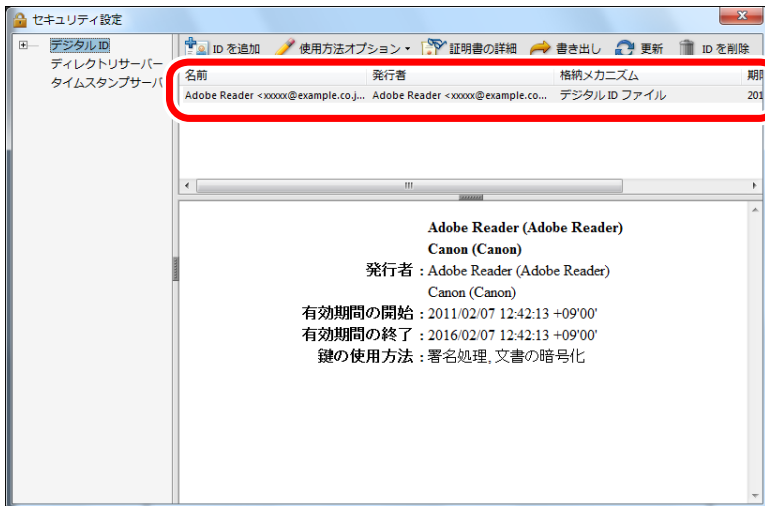 セキュリティ設定
デジタル ID
ディレクトリサーバー
タイムスタンプサーバ
ID を追加 使用方法オプション 証明書の詳細 書き出し 更新 ID を削除
名前 発行者 格納メカニズム 期限
Adobe Reader <xxxxx@example.co.j... Adobe Reader <xxxxx@example.co... デジタル ID ファイル 201
Adobe Reader (Adobe Reader)
Canon (Canon)
発行者 : Adobe Reader (Adobe Reader)
Canon (Canon)
有効期間の開始 : 2011/02/07 12:42:13 +09'00'
有効期間の終了 : 2016/02/07 12:42:13 +09'00'
鍵の使用方法 : 署名処理, 文書の暗号化